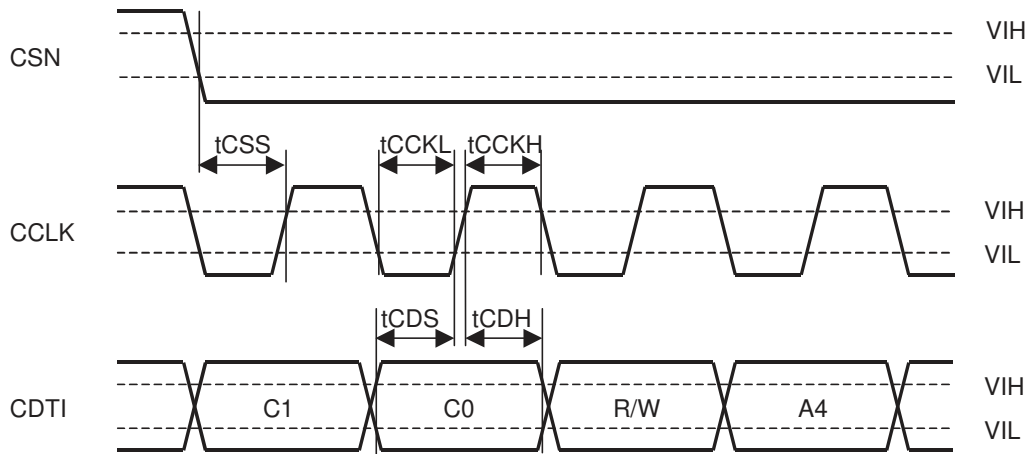 VIH
CSN
VIL
tCSS tCCKL tCCKH
VIH
CCLK
VIL
tCDS tCDH
VIH
CDTI C1 C0 R/W A4
VIL